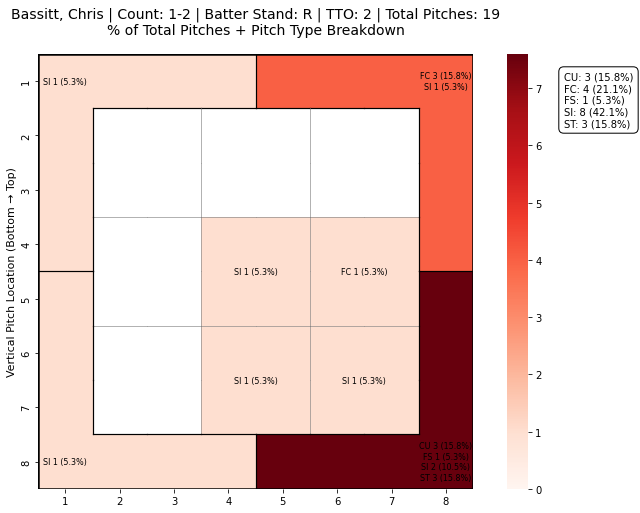 Bassitt, Chris | Count: 1-2 | Batter Stand: R | TTO: 2 | Total Pitches: 19
% of Total Pitches + Pitch Type Breakdown
SI 1 (5.3%)
FC 3 (15.8%)
SI 1 (5.3%)
SI 1 (5.3%)
FC 1 (5.3%)
SI 1 (5.3%)
SI 1 (5.3%)
SI 1 (5.3%)
CU 3 (15.8%)
FS 1 (5.3%)
SI 2 (10.5%)
ST 3 (15.8%)
Vertical Pitch Location (Bottom → Top)
1
2
3
4
5
6
7
8
1
2
3
4
5
6
7
8
7
6
5
4
3
2
1
0
CU: 3 (15.8%)
FC: 4 (21.1%)
FS: 1 (5.3%)
SI: 8 (42.1%)
ST: 3 (15.8%)